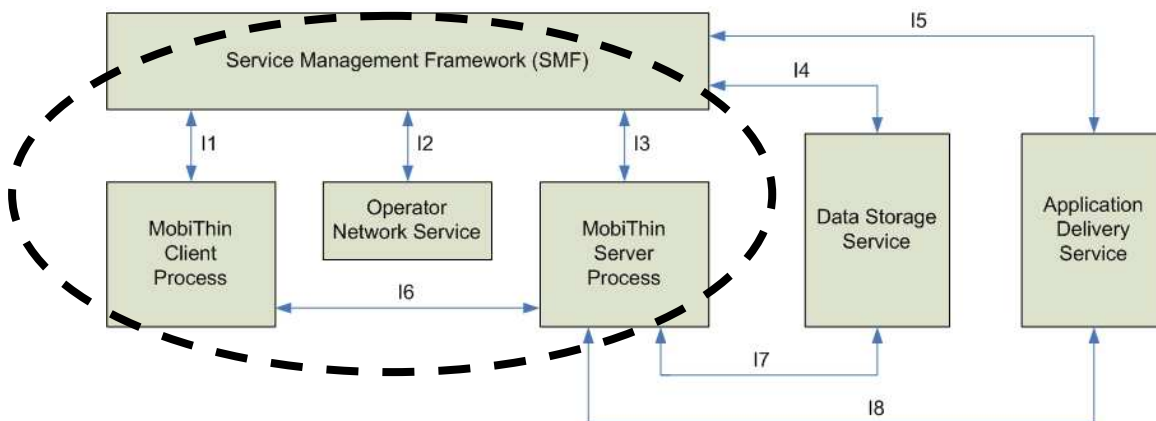 I5
Service Management Framework (SMF)
I4
I1
I2
I3
MobiThin
Client
Process
Operator
Network Service
MobiThin
Server
Process
Data Storage
Service
Application
Delivery
Service
I6
I7
I8